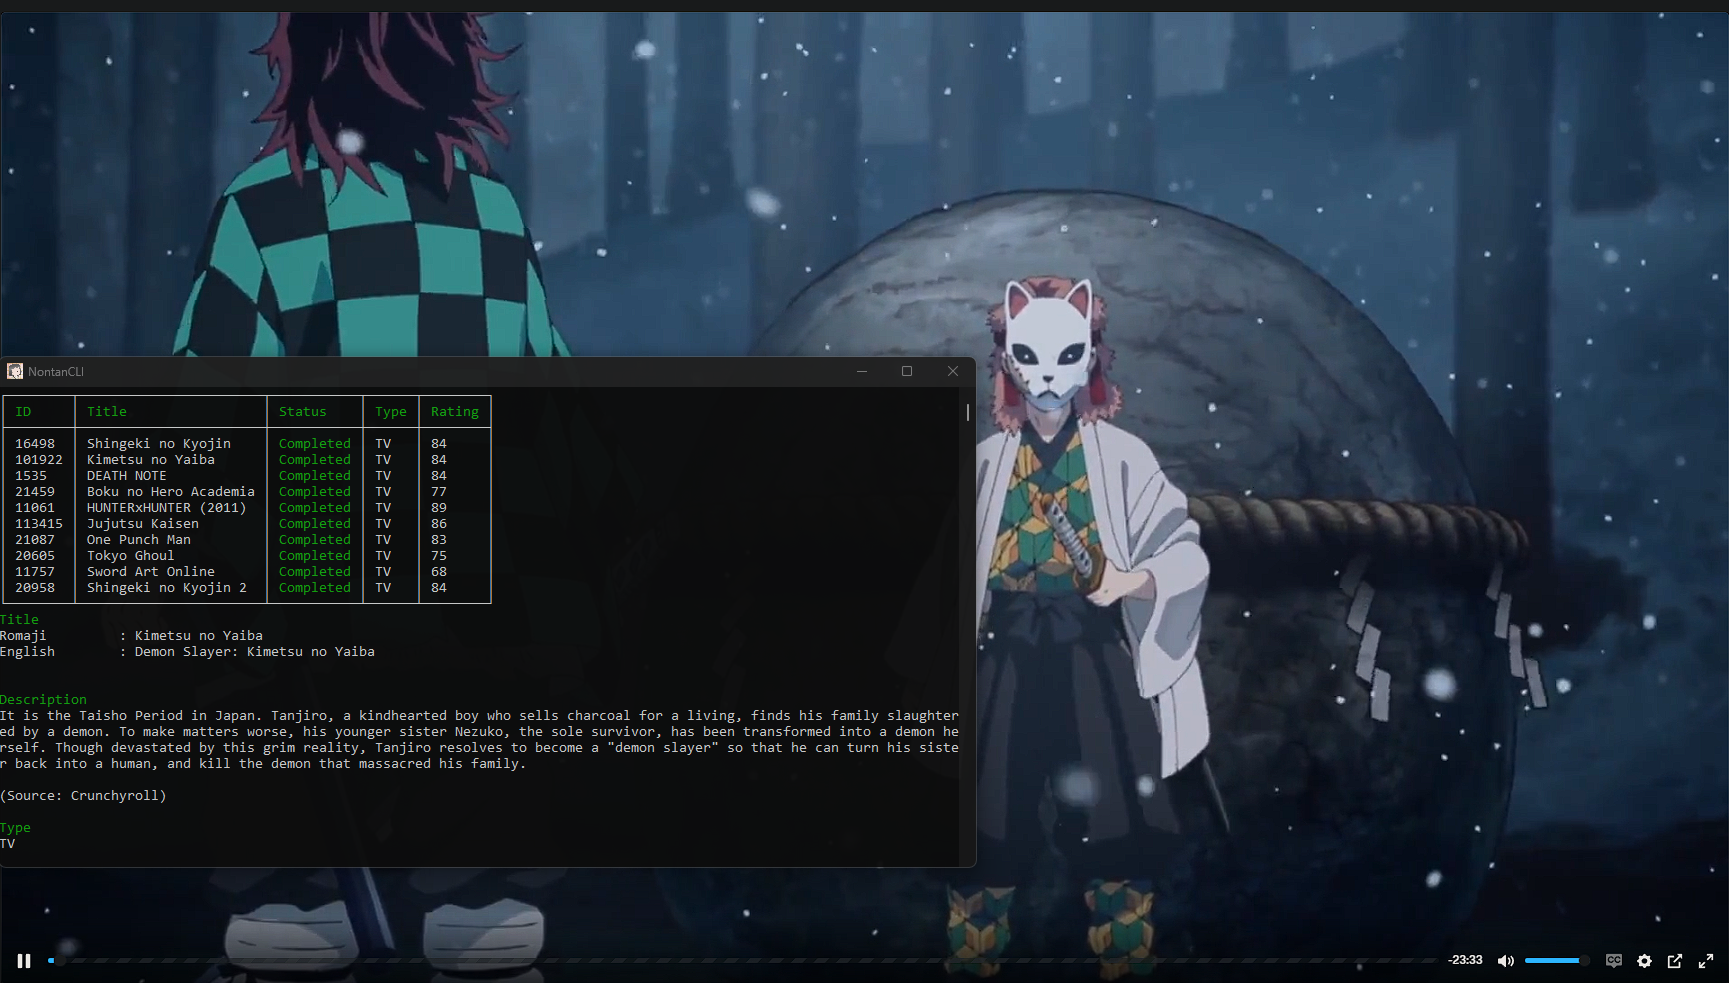 NontanCLI
ID Title Status Type Rating
16498 Shingeki no Kyojin Completed TV 84
101922 Kimetsu no Yaiba Completed TV 84
1535 DEATH NOTE Completed TV 84
21459 Boku no Hero Academia Completed TV 77
11061 HUNTERxHUNTER (2011) Completed TV 89
113415 Jujutsu Kaisen Completed TV 86
21087 One Punch Man Completed TV 83
20605 Tokyo Ghoul Completed TV 75
11757 Sword Art Online Completed TV 68
20958 Shingeki no Kyojin 2 Completed TV 84
Title
Romaji : Kimetsu no Yaiba
English : Demon Slayer: Kimetsu no Yaiba
Description
It is the Taisho Period in Japan. Tanjiro, a kindhearted boy who sells charcoal for a living, finds his family slaughter
ed by a demon. To make matters worse, his younger sister Nezuko, the sole survivor, has been transformed into a demon he
rself. Though devastated by this grim reality, Tanjiro resolves to become a "demon slayer" so that he can turn his siste
r back into a human, and kill the demon that massacred his family.
(Source: Crunchyroll)
Type
TV
-23:33
CC